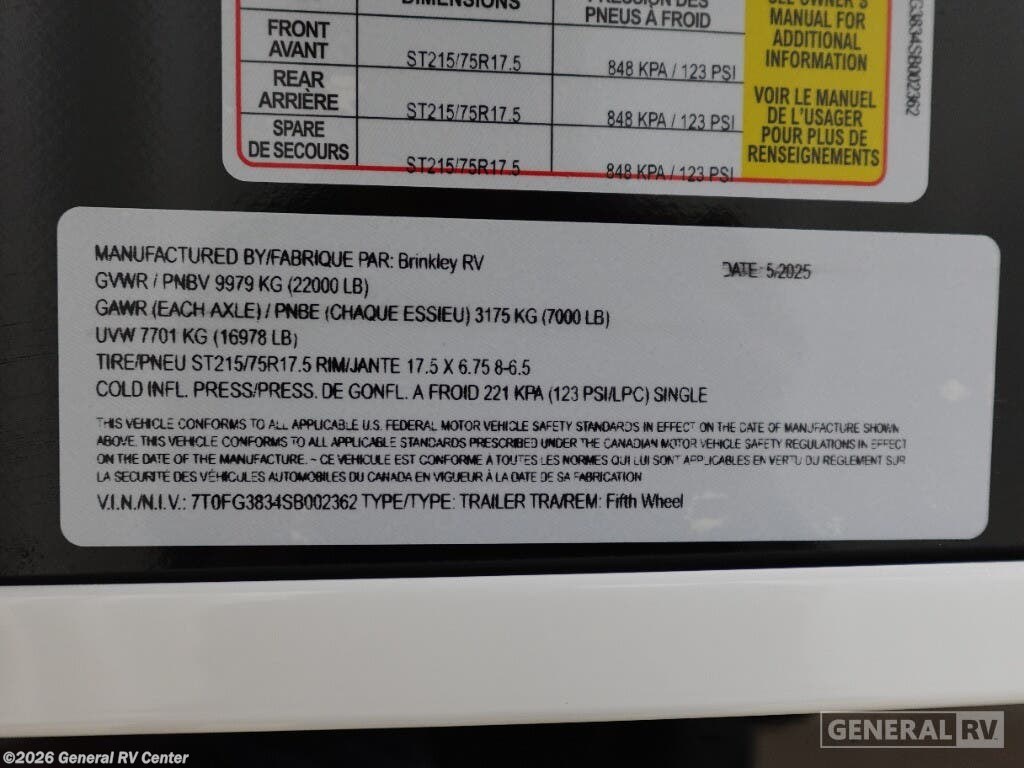 DIMENSIONS
PRESSION DES
PNEUS À FROID
SEE OWNER'S
MANUAL FOR
ADDITIONAL
INFORMATION
FRONT
AVANT
ST215/75R17.5
848 KPA / 123 PSI
REAR
ARRIÈRE
ST215/75R17.5
848 KPA / 123 PSI
VOIR LE MANUEL
DE L'USAGER
POUR PLUS DE
RENSEIGNEMENTS
SPARE
DE SECOURS
ST215/75R17.5
848 KPA / 123 PSI
G3834SB002362
MANUFACTURED BY/FABRIQUE PAR: Brinkley RV
DATE: 5/2025
GVWR / PNBV 9979 KG (22000 LB)
GAWR (EACH AXLE) / PNBE (CHAQUE ESSIEU) 3175 KG (7000 LB)
UVW 7701 KG (16978 LB)
TIRE/PNEU ST215/75R17.5 RIM/JANTE 17.5 X 6.75 8-6.5
COLD INFL. PRESS/PRESS. DE GONFL. A FROID 221 KPA (123 PSI/LPC) SINGLE
THIS VEHICLE CONFORMS TO ALL APPLICABLE U.S. FEDERAL MOTOR VEHICLE SAFETY STANDARDS IN EFFECT ON THE DATE OF MANUFACTURE SHOWN
ABOVE. THIS VEHICLE CONFORMS TO ALL APPLICABLE STANDARDS PRESCRIBED UNDER THE CANADIAN MOTOR VEHICLE SAFETY REGULATIONS IN EFFECT
ON THE DATE OF THE MANUFACTURE. - CE VEHICULE EST CONFORME A TOUTES LES NORMES QUI LUI SONT APPLICABLES EN VERTU DU REGLEMENT SUR
LA SECURITE DES VÉHICULES AUTOMOBILES DU CANADA EN VIGUEUR À LA DATE DE SA FABRICATION
V.I.N./N.I.V.: 7T0FG3834SB002362 TYPE/TYPE: TRAILER TRA/REM: Fifth Wheel
GENERAL RV
©2026 General RV Center